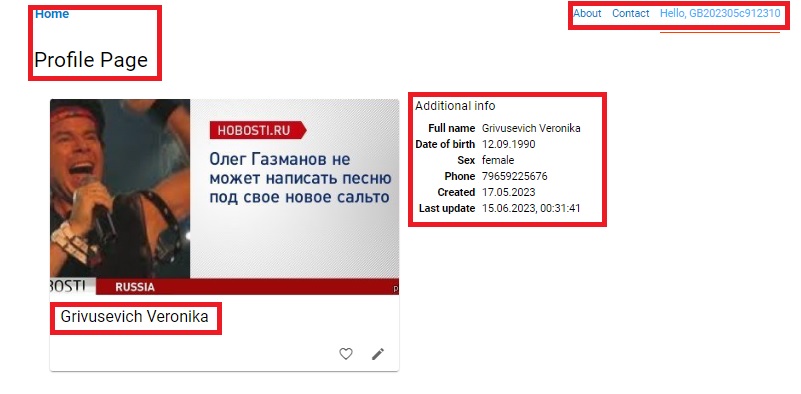 Home
About Contact Hello, GB202305c912310
Profile Page
HOBOSTI.RU
Олег Газманов не
может написать песню
под свое новое сальто
BOSTI RUSSIA
Grivusevich Veronika
Additional info
Full name Grivusevich Veronika
Date of birth 12.09.1990
Sex female
Phone 79659225676
Created 17.05.2023
Last update 15.06.2023, 00:31:41